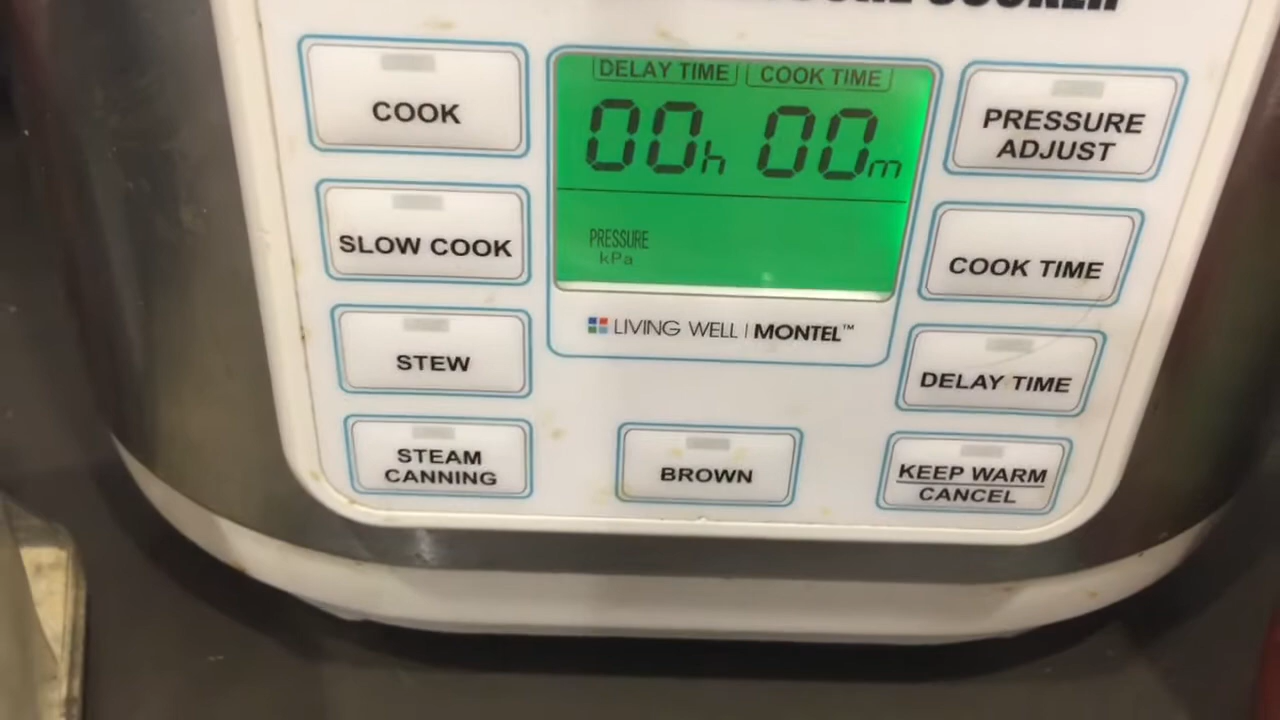 COOKER
COOK
SLOW COOK
STEW
STEAM
CANNING
DELAY TIME COOK TIME
00h 00m
PRESSURE
kPa
LIVING WELL | MONTEL™
BROWN
PRESSURE
ADJUST
COOK TIME
DELAY TIME
KEEP WARM
CANCEL